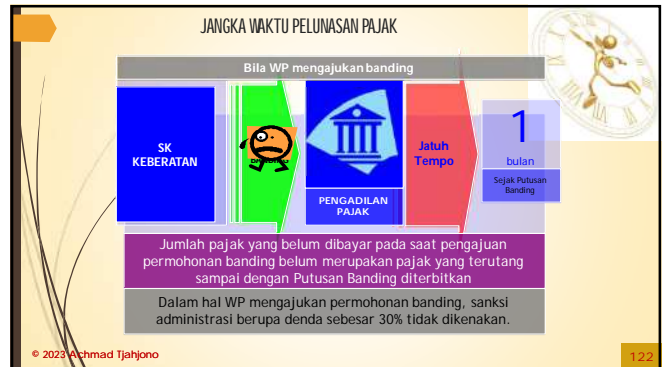 JANGKA WAKTU PELUNASAN PAJAK
Bila WP mengajukan banding
SK
KEBERATAN
PENGADILAN
PAJAK
Jatuh
Tempo
1
bulan
Sejak Putusan
Banding
Jumlah pajak yang belum dibayar pada saat pengajuan
permohonan banding belum merupakan pajak yang terutang
sampai dengan Putusan Banding diterbitkan
Dalam hal WP mengajukan permohonan banding, sanksi
administrasi berupa denda sebesar 30% tidak dikenakan.
© 2023 Achmad Tjahjono
122